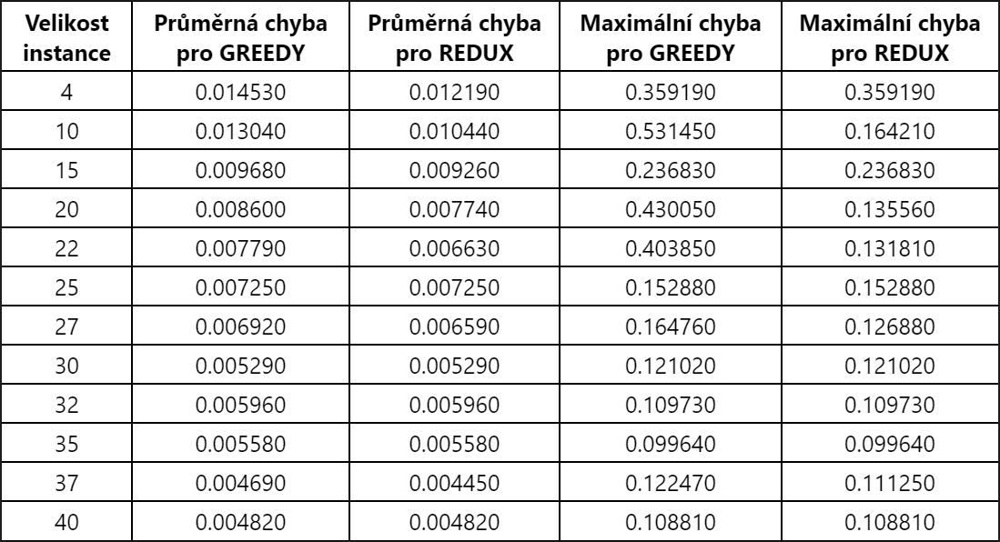 Velikost instance Průměrná chyba pro GREEDY Průměrná chyba pro REDUX Maximální chyba pro GREEDY Maximální chyba pro REDUX
4 0.014530 0.012190 0.359190 0.359190
10 0.013040 0.010440 0.531450 0.164210
15 0.009680 0.009260 0.236830 0.236830
20 0.008600 0.007740 0.430050 0.135560
22 0.007790 0.006630 0.403850 0.131810
25 0.007250 0.007250 0.152880 0.152880
27 0.006920 0.006590 0.164760 0.126880
30 0.005290 0.005290 0.121020 0.121020
32 0.005960 0.005960 0.109730 0.109730
35 0.005580 0.005580 0.099640 0.099640
37 0.004690 0.004450 0.122470 0.111250
40 0.004820 0.004820 0.108810 0.108810